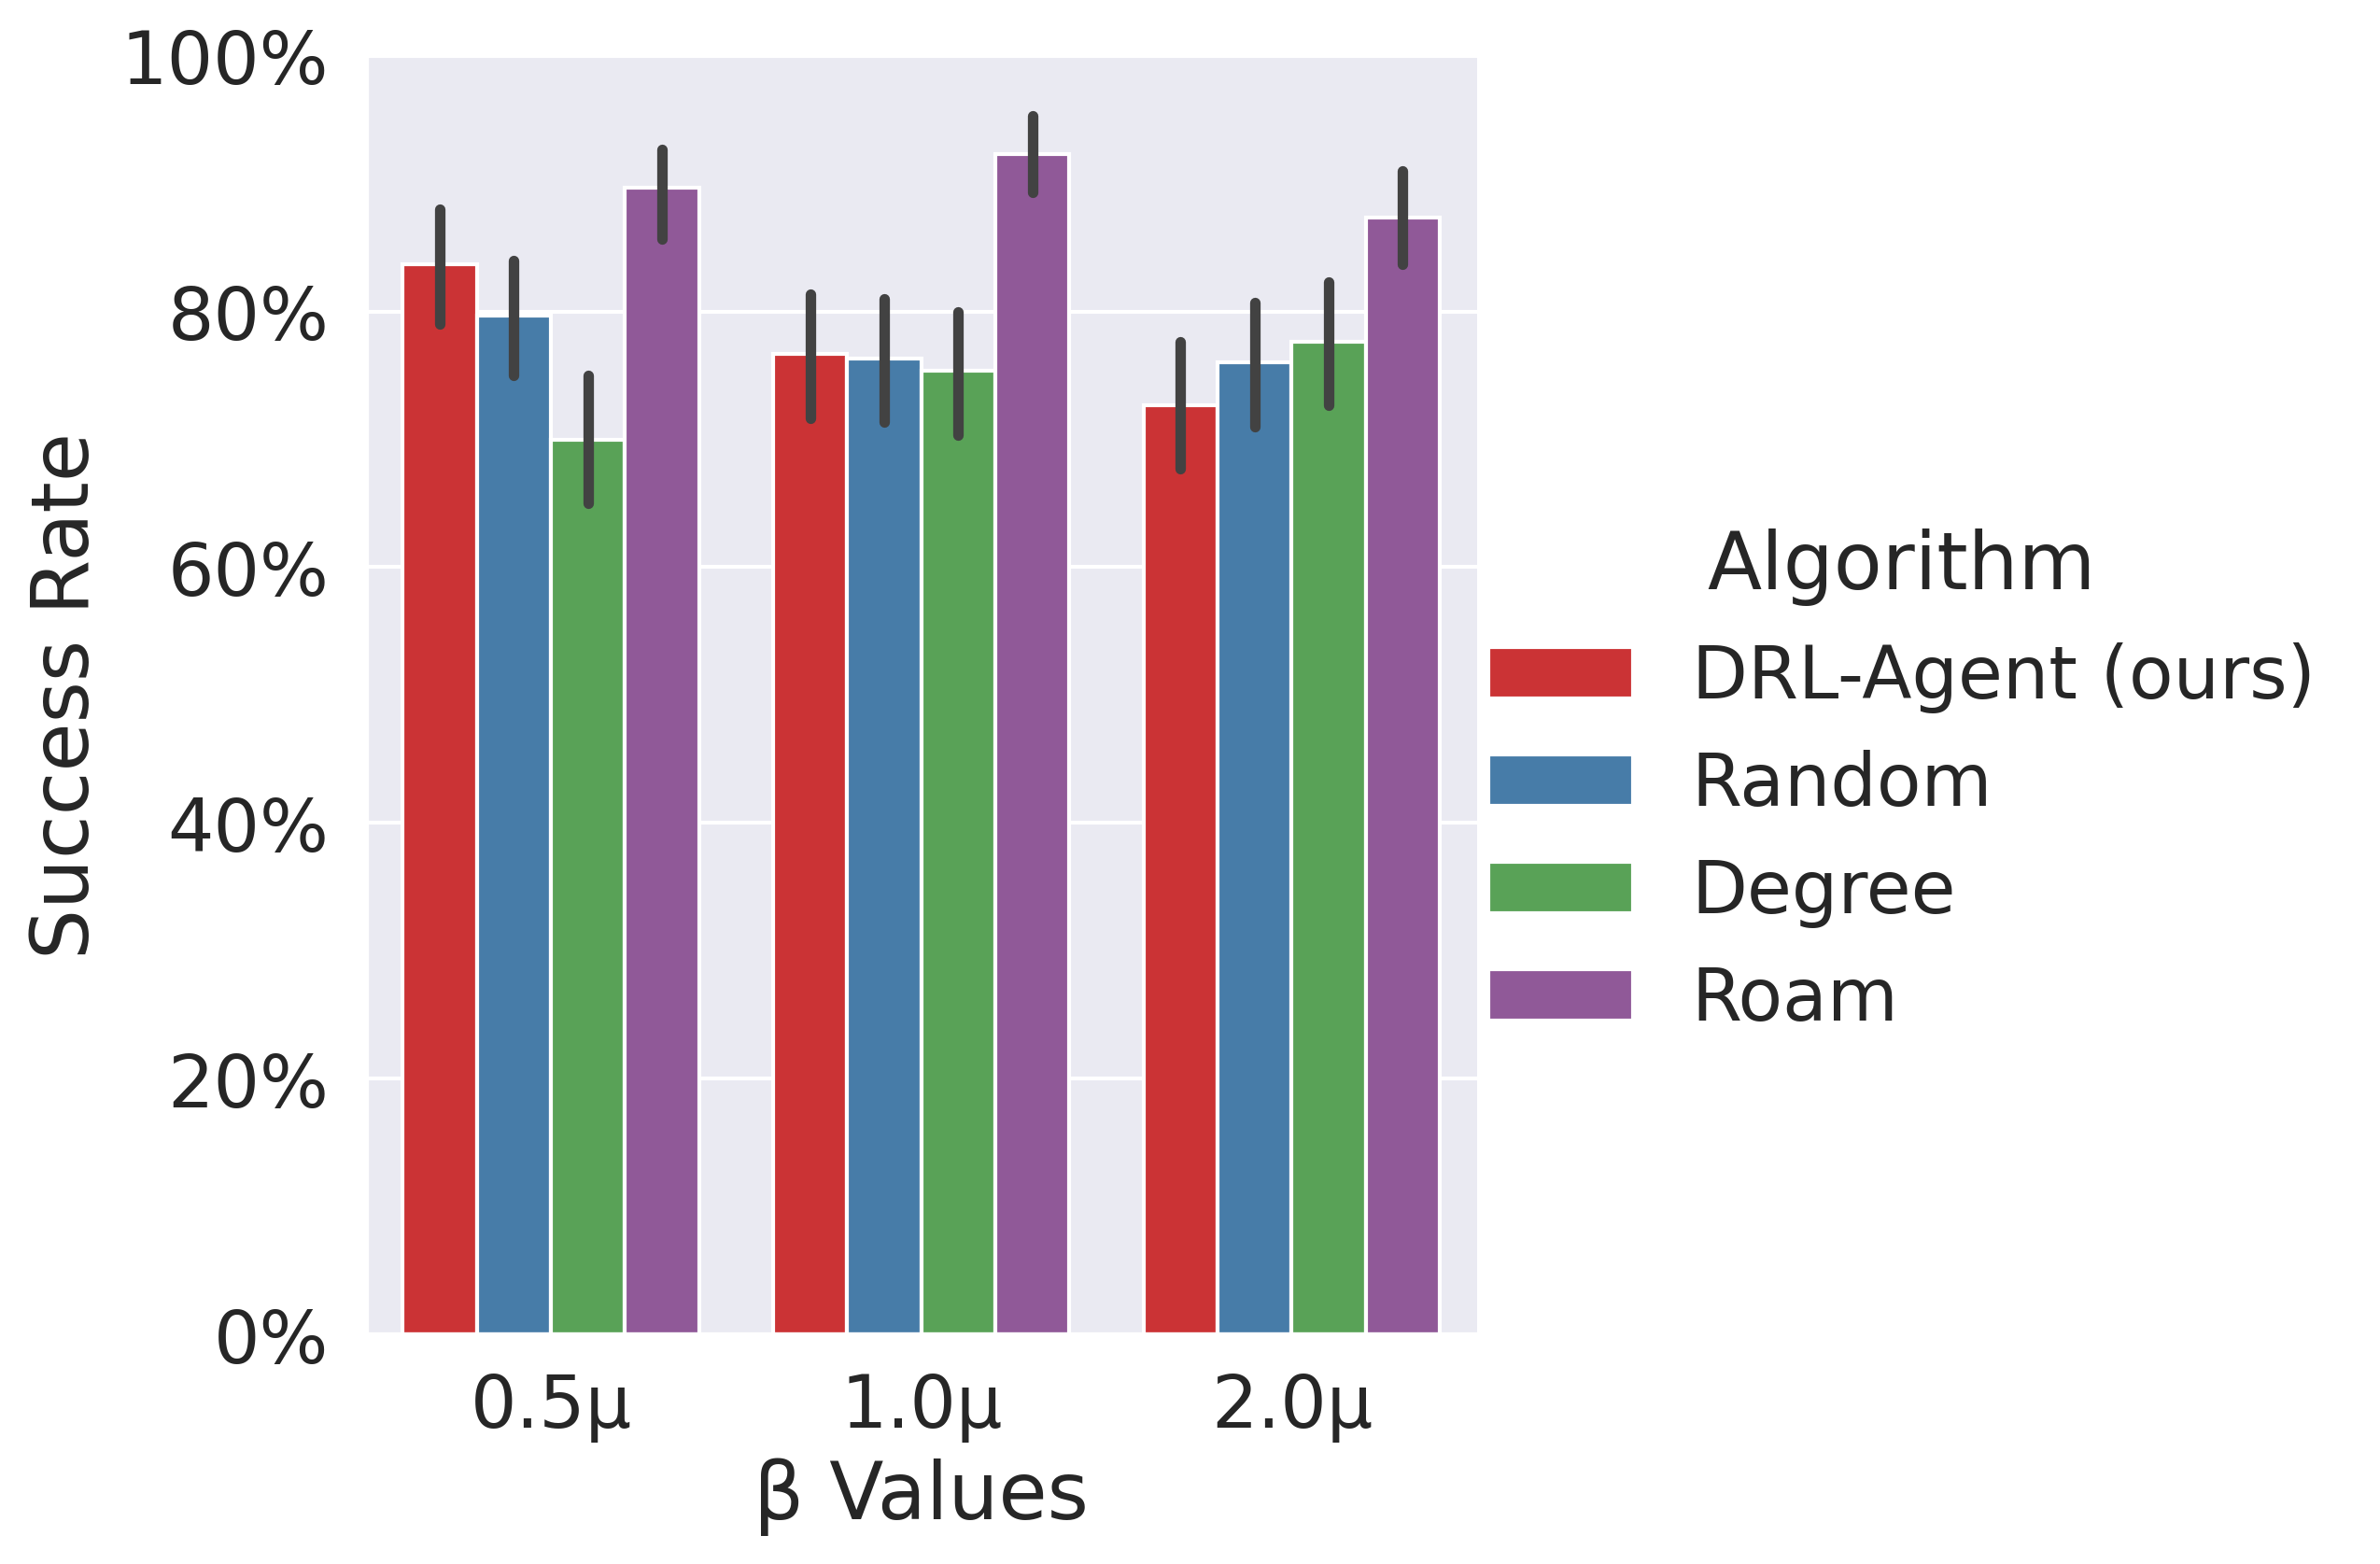 100%
80%
60%
40%
20%
0%
Success Rate
0.5µ
1.0µ
2.0µ
β Values
Algorithm
DRL-Agent (ours)
Random
Degree
Roam